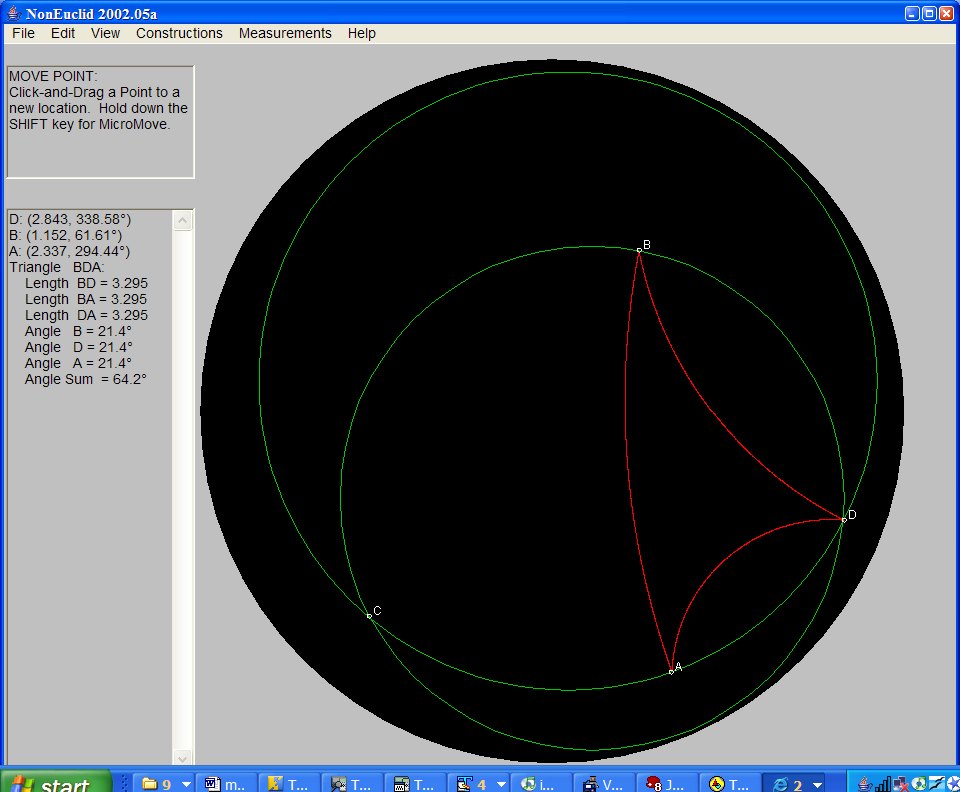 NonEuclid 2002.05a
File Edit View Constructions Measurements Help
MOVE POINT:
Click-and-Drag a Point to a
new location. Hold down the
SHIFT key for MicroMove.
D: (2.843, 338.58°)
B: (1.152, 61.61°)
A: (2.337, 294.44°)
Triangle BDA:
Length BD = 3.295
Length BA = 3.295
Length DA = 3.295
Angle B = 21.4°
Angle D = 21.4°
Angle A = 21.4°
Angle Sum = 64.2°
B
D
C
A
start 9 m.. T... T... T... 4 i... V... J... T... 2